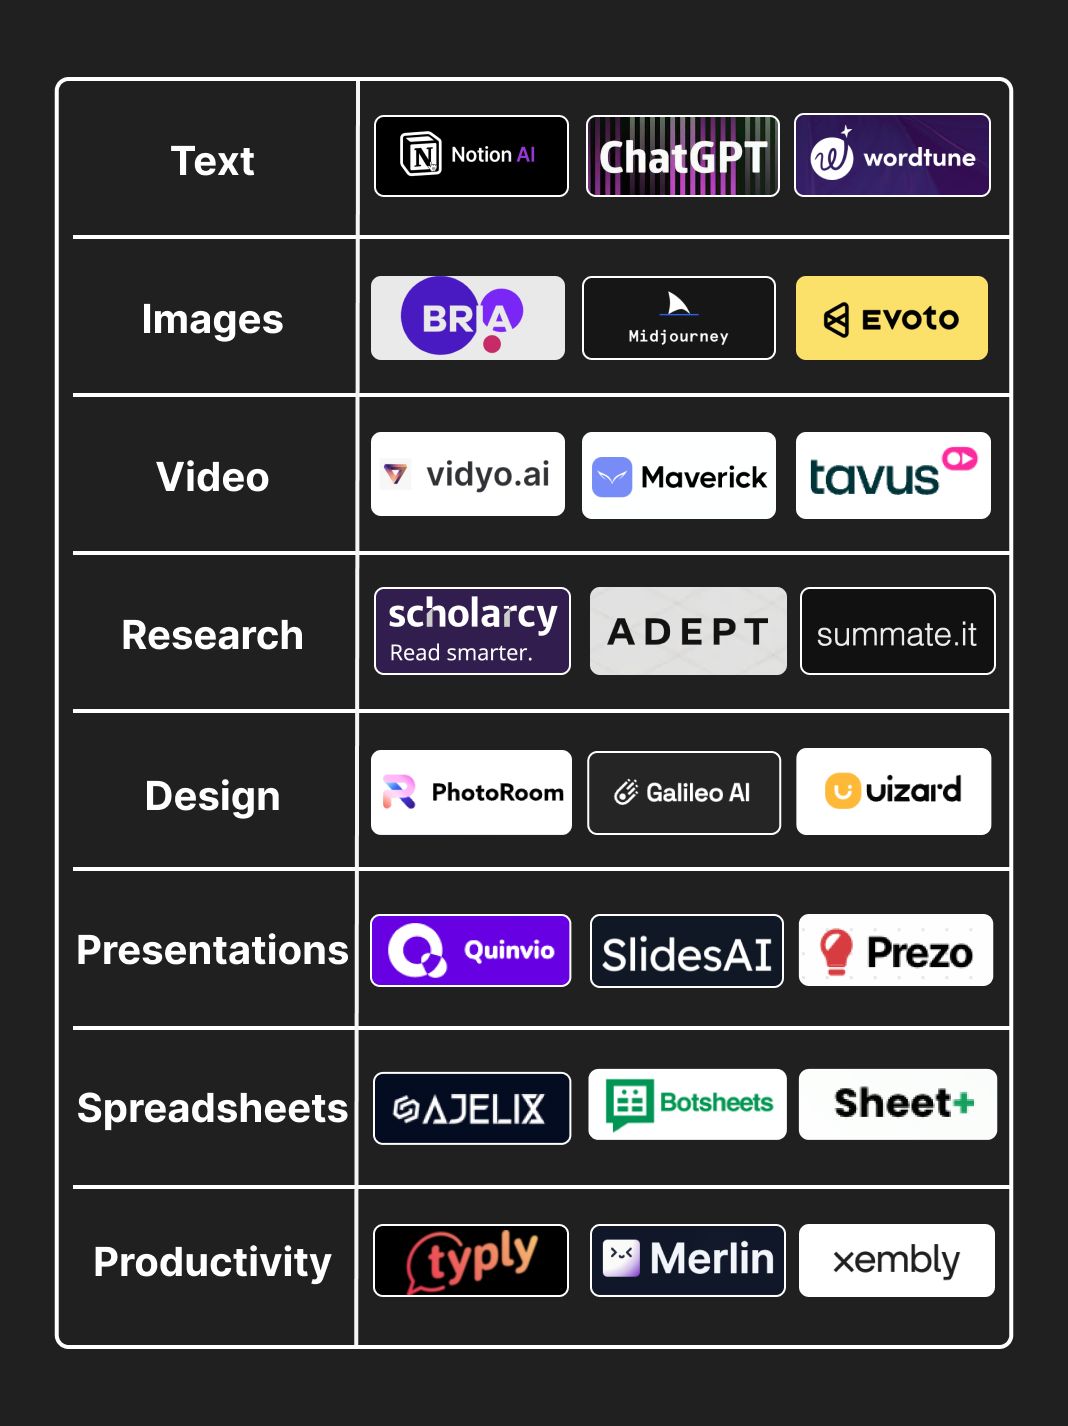 Text
Notion AI
ChatGPT
wordtune
Images
BRIA
Midjourney
EVOTO
Video
vidyo.ai
Maverick
tavus
Research
scholarcy
Read smarter.
ADEPT
summate.it
Design
PhotoRoom
Galileo AI
uizard
Presentations
Quinvio
SlidesAI
Prezo
Spreadsheets
AJELIX
Botsheets
Sheet+
Productivity
typly
Merlin
xembly